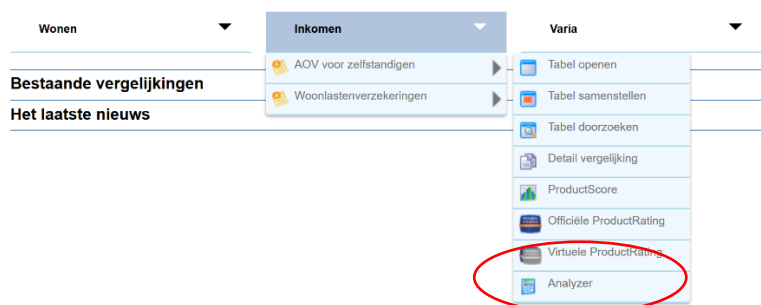 Wonen
Inkomen
Varia
AOV voor zelfstandigen
Woonlastenverzekeringen
Bestaande vergelijkingen
Het laatste nieuws
Tabel openen
Tabel samenstellen
Tabel doorzoeken
Detail vergelijking
ProductScore
Officiële ProductRating
Virtuele ProductRating
Analyzer